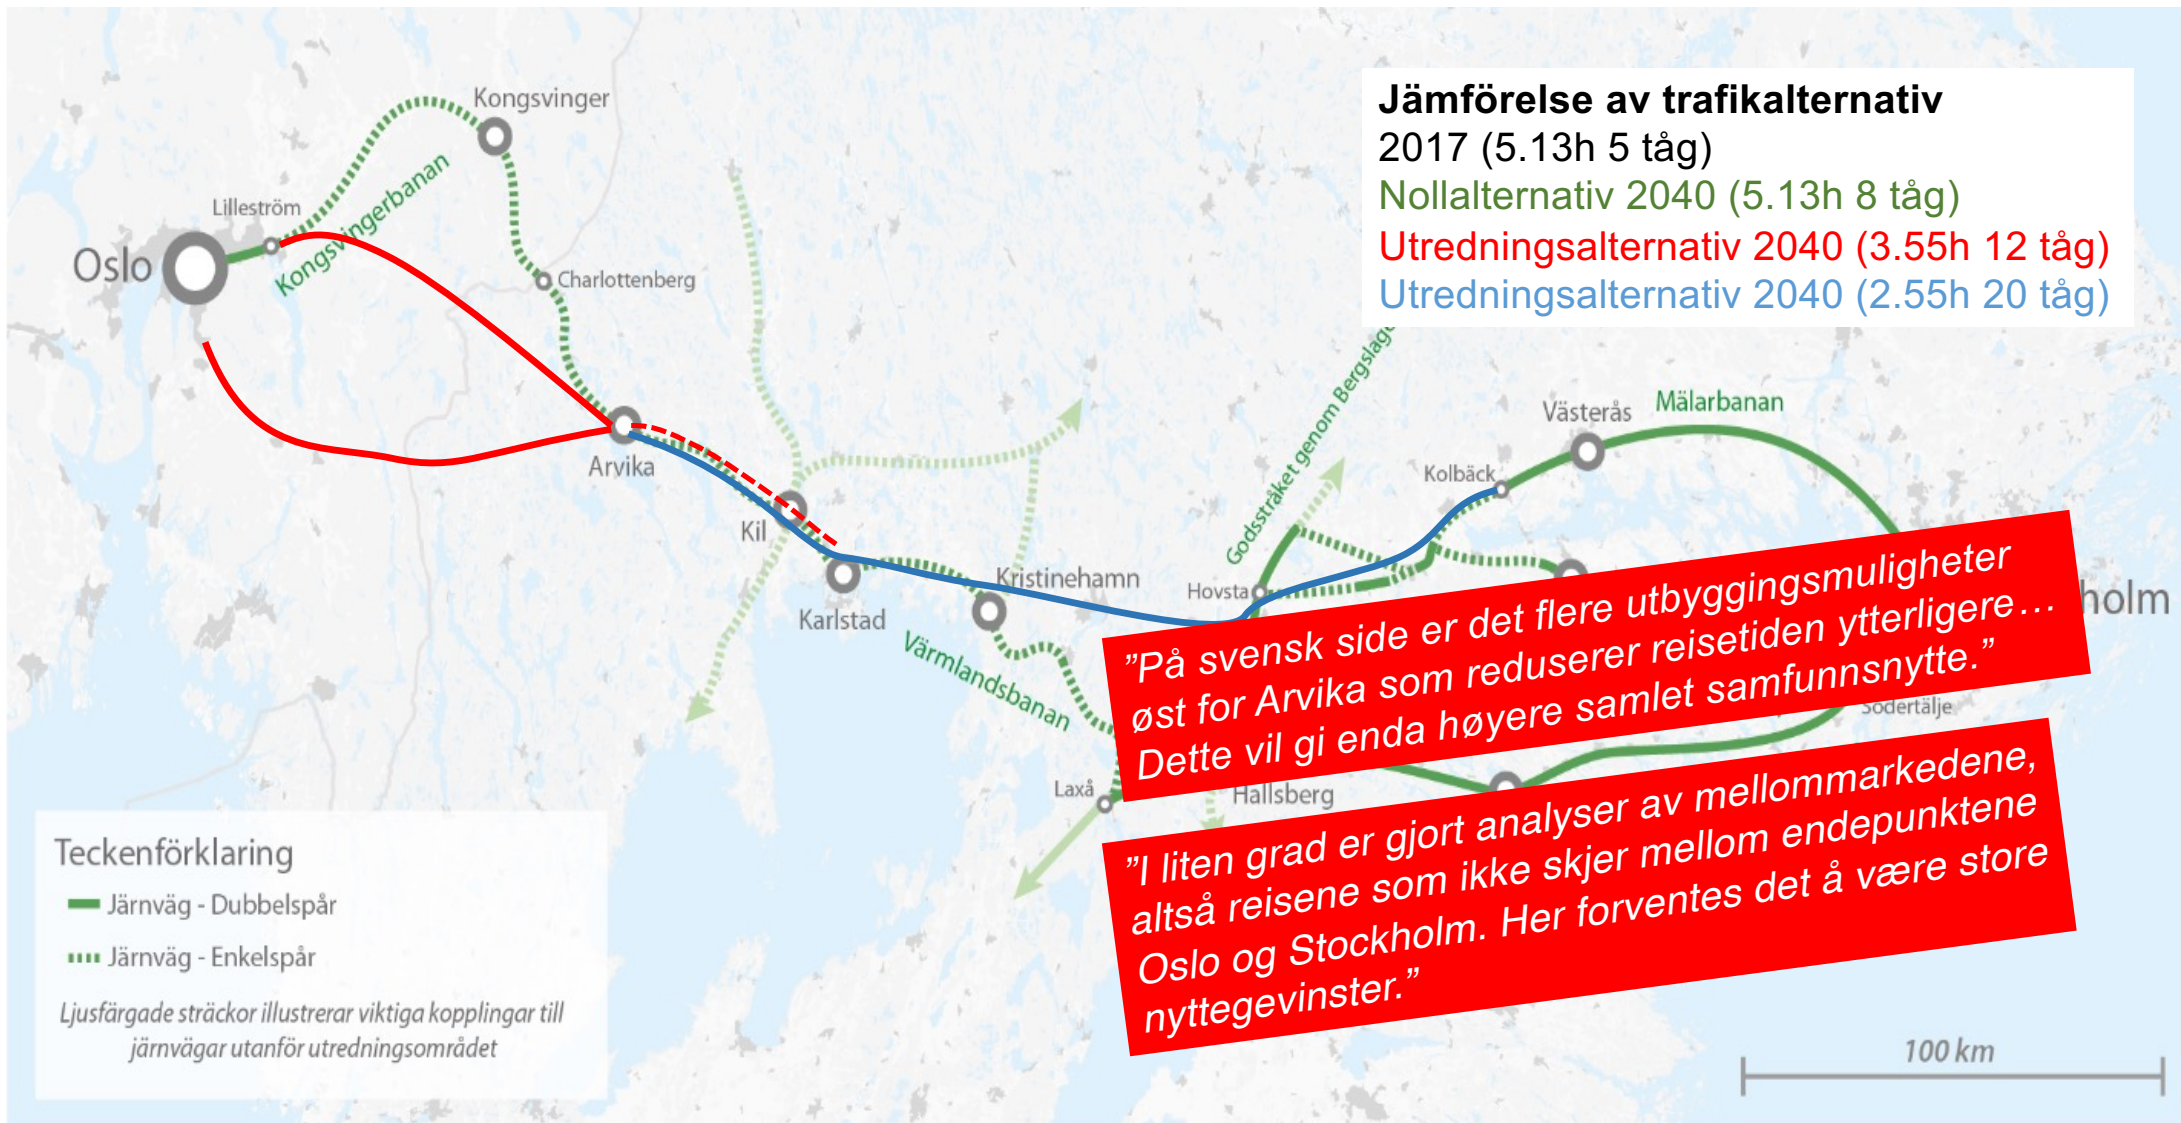 Jämförelse av trafikalternativ
2017 (5.13h 5 tåg)
Nollalternativ 2040 (5.13h 8 tåg)
Utredningsalternativ 2040 (3.55h 12 tåg)
Utredningsalternativ 2040 (2.55h 20 tåg)
Kongsvinger
Lilleström
Kongsvingerbanan
Oslo
Charlottenberg
Arvika
Kil
Karlstad
Kristinehamn
Värmlandsbanan
Laxå
Hallsberg
Hovsta
Godsstråket genom Bergslage
Kolbäck
Västerås
Mälarbanan
holm
Södertälje
"På svensk side er det flere utbyggingsmuligheter
øst for Arvika som reduserer reisetiden ytterligere…
Dette vil gi enda høyere samlet samfunnsnytte."
"I liten grad er gjort analyser av mellommarkedene,
altså reisene som ikke skjer mellom endepunktene
Oslo og Stockholm. Her forventes det å være store
nyttegevinster."
Teckenförklaring
Järnväg - Dubbelspår
Järnväg - Enkelspår
Ljusfärgade sträckor illustrerar viktiga kopplingar till
järnvägar utanför utredningsområdet
100 km